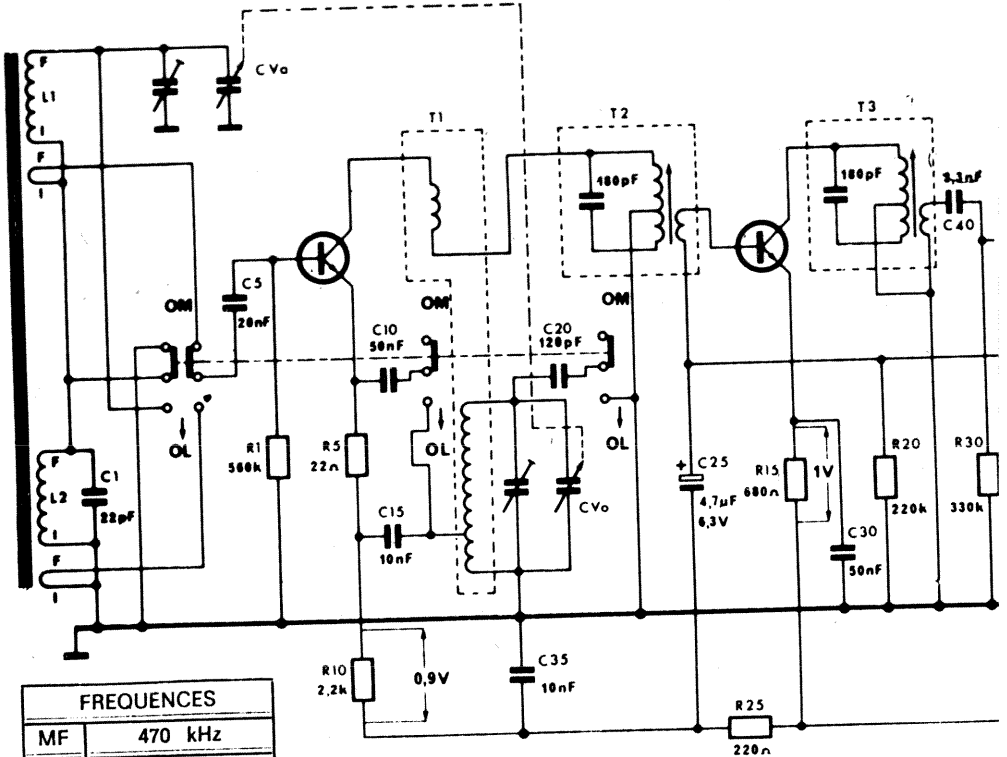 CVa
F
L1
I
F
I
T1
T2
T3
180pF
180pF
3,3nF
C40
C5
20nF
OM
OM
OM
C10
50nF
C20
120pF
OL
OL
OL
F
L2
I
C1
22pF
F
I
R1
560k
R5
22Ω
C15
10nF
CVo
+
C25
4,7µF
6,3V
R15
680Ω
1V
R20
220k
R30
330k
C30
50nF
R10
2,2k
0,9V
C35
10nF
R25
220Ω
FREQUENCES
MF 470 kHz